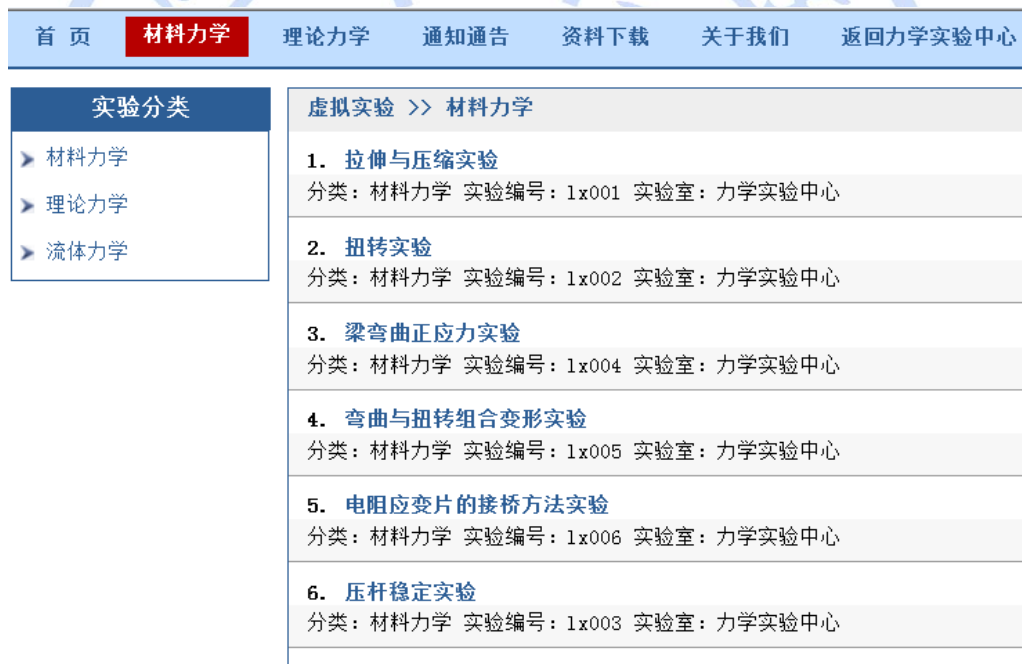 首 页 材料力学 理论力学 通知通告 资料下载 关于我们 返回力学实验中心
实验分类
材料力学
理论力学
流体力学
虚拟实验 >> 材料力学
1. 拉伸与压缩实验
分类：材料力学 实验编号：lx001 实验室：力学实验中心
2. 扭转实验
分类：材料力学 实验编号：lx002 实验室：力学实验中心
3. 梁弯曲正应力实验
分类：材料力学 实验编号：lx004 实验室：力学实验中心
4. 弯曲与扭转组合变形实验
分类：材料力学 实验编号：lx005 实验室：力学实验中心
5. 电阻应变片的接桥方法实验
分类：材料力学 实验编号：lx006 实验室：力学实验中心
6. 压杆稳定实验
分类：材料力学 实验编号：lx003 实验室：力学实验中心